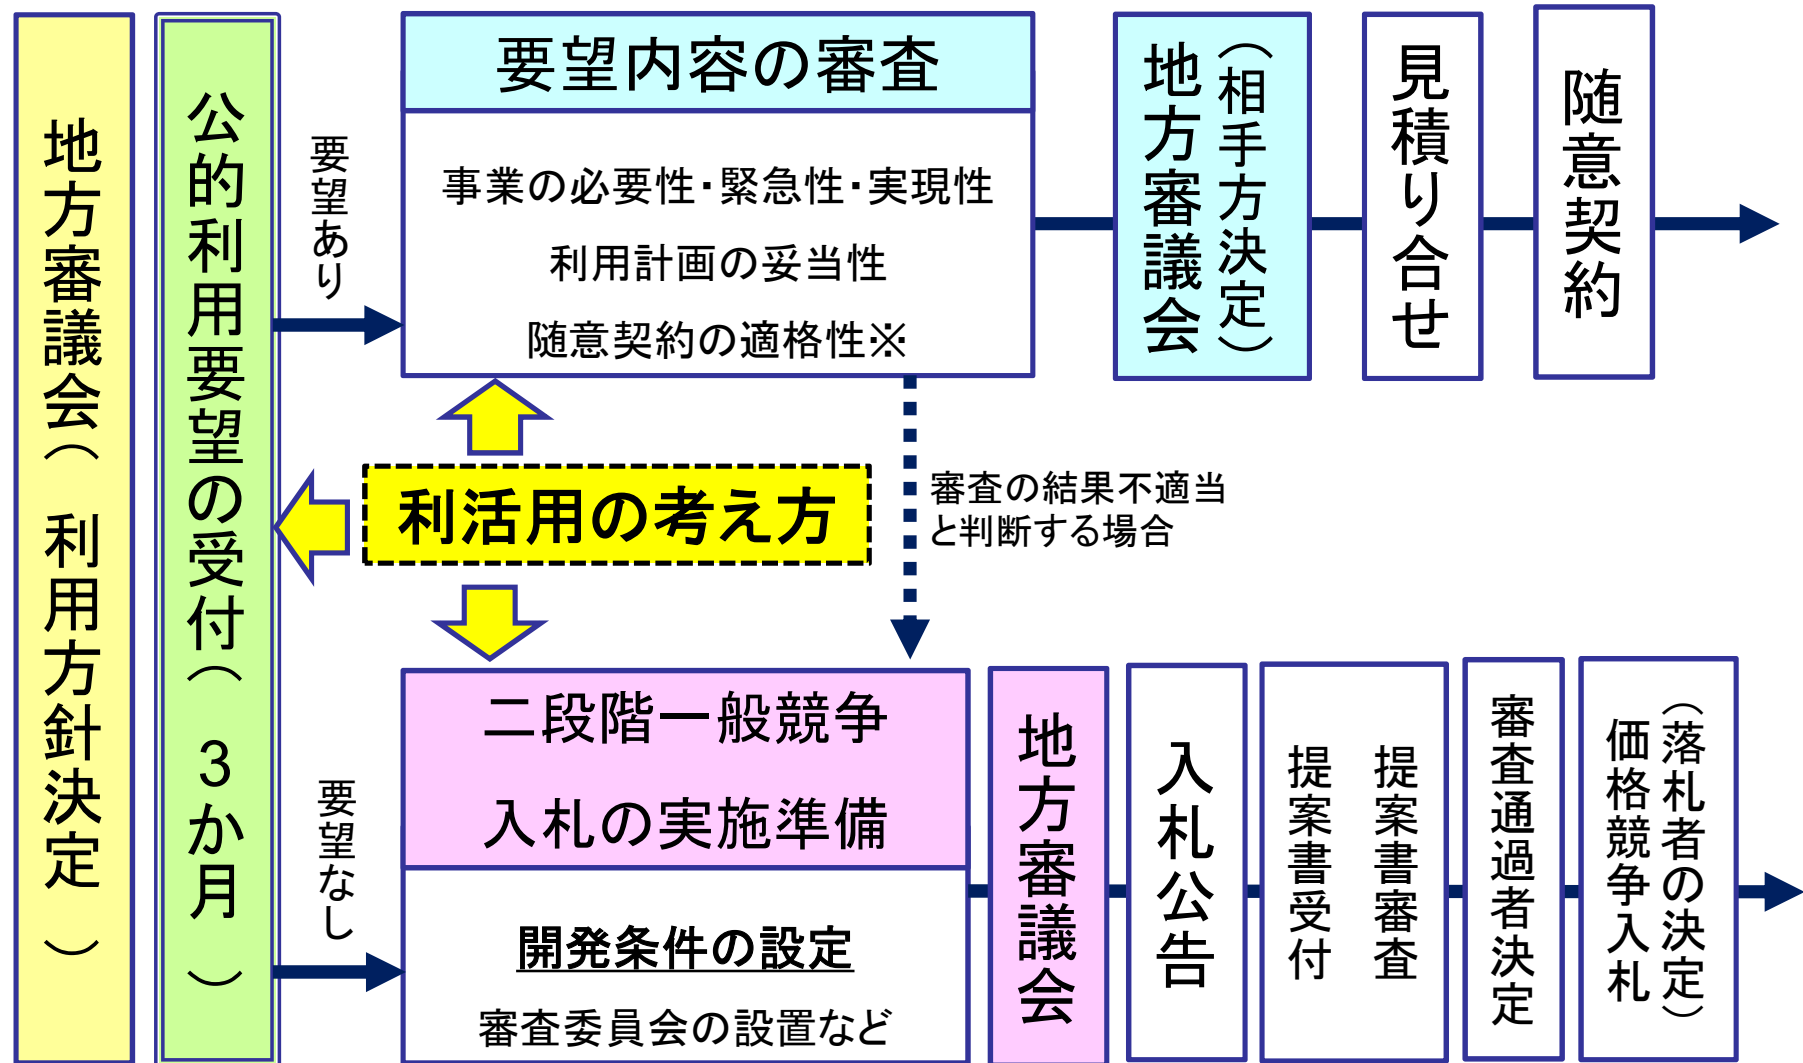 地方審議会（ 利用方針決定 ）
公的利用要望の受付（ 3か月 ）
要望あり
要望内容の審査
事業の必要性・緊急性・実現性
利用計画の妥当性
随意契約の適格性※
（相手方決定）
地方審議会
見積り合せ
随意契約
利活用の考え方
審査の結果不適当
と判断する場合
要望なし
二段階一般競争
入札の実施準備
開発条件の設定
審査委員会の設置など
地方審議会
入札公告
提案書受付
提案書審査
審査通過者決定
価格競争入札
（落札者の決定）